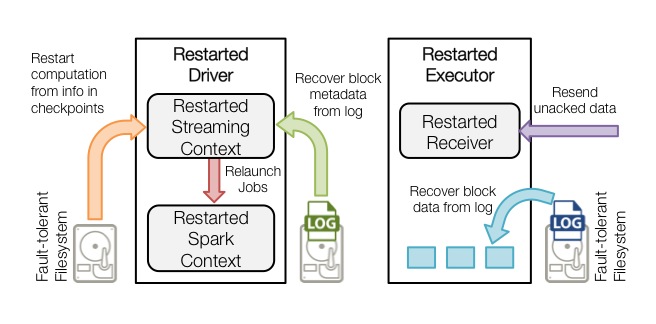 Restart
computation
from info in
checkpoints
Restarted
Driver
Restarted
Streaming
Context
Relaunch
Jobs
Restarted
Spark
Context
Recover block
metadata
from log
LOG
Fault-tolerant
Filesystem
Restarted
Executor
Restarted
Receiver
Resend
unacked data
Recover block
data from log
LOG
Fault-tolerant
Filesystem